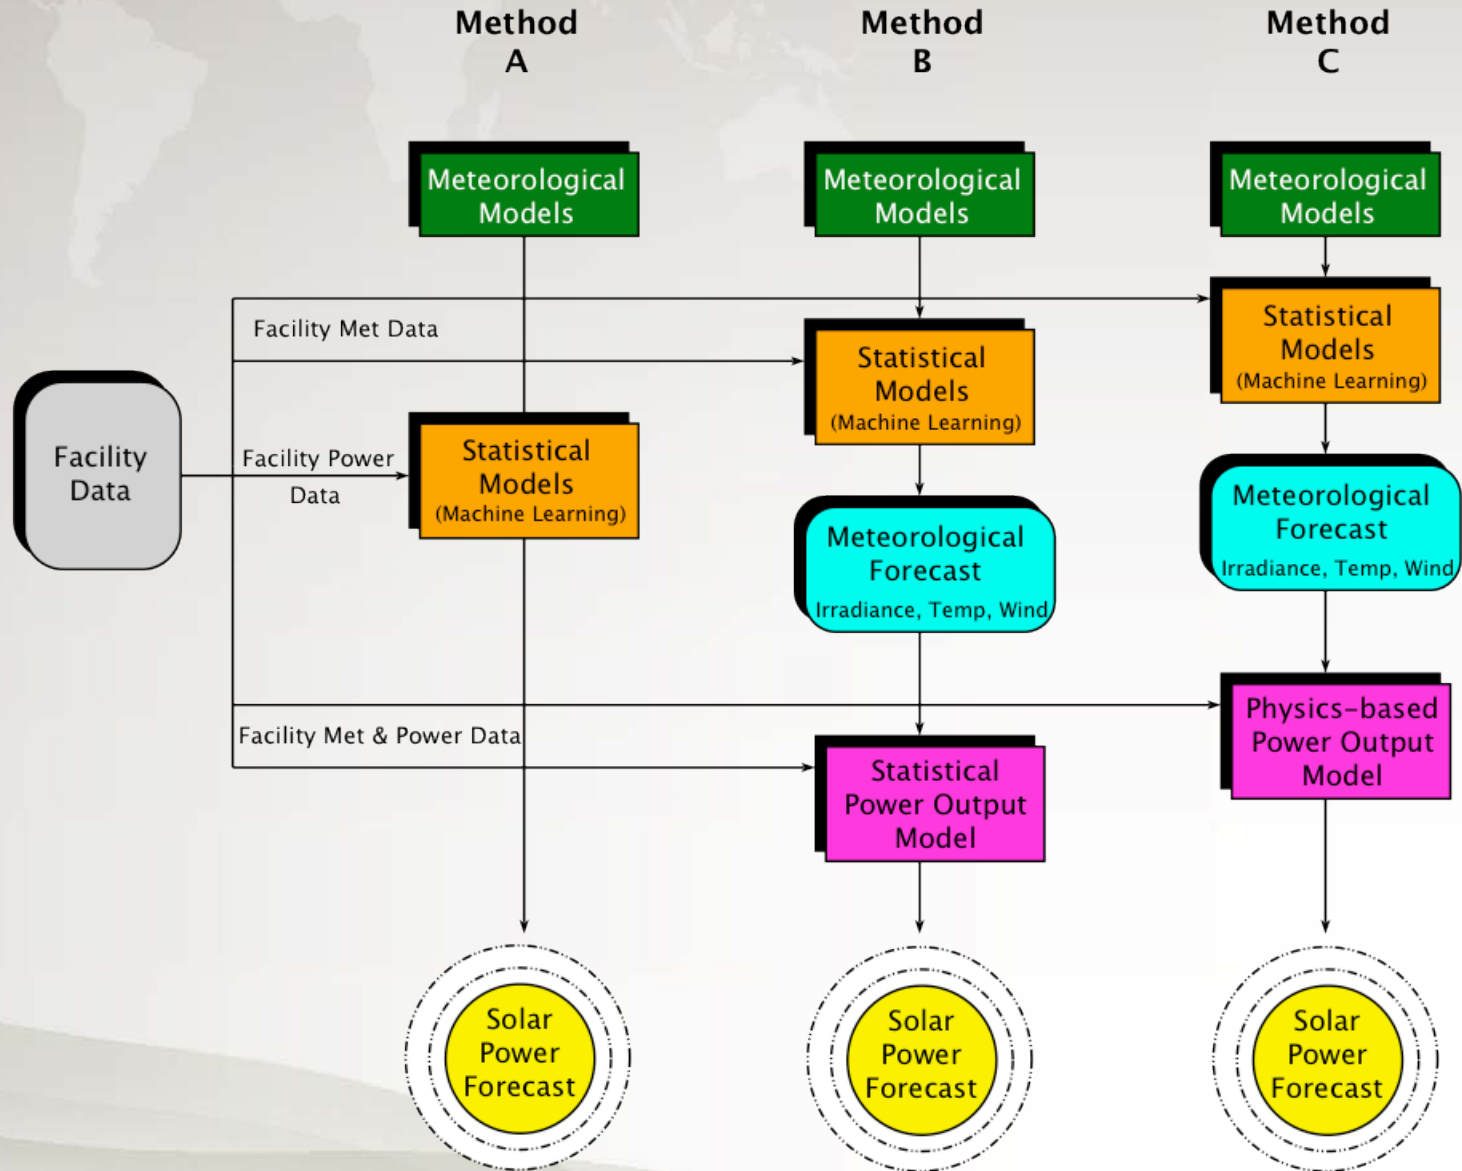 Method
A
Method
B
Method
C
Meteorological
Models
Meteorological
Models
Meteorological
Models
Facility Met Data
Statistical
Models
(Machine Learning)
Statistical
Models
(Machine Learning)
Facility
Data
Facility Power
Data
Statistical
Models
(Machine Learning)
Meteorological
Forecast
Irradiance, Temp, Wind
Meteorological
Forecast
Irradiance, Temp, Wind
Facility Met & Power Data
Statistical
Power Output
Model
Physics-based
Power Output
Model
Solar
Power
Forecast
Solar
Power
Forecast
Solar
Power
Forecast